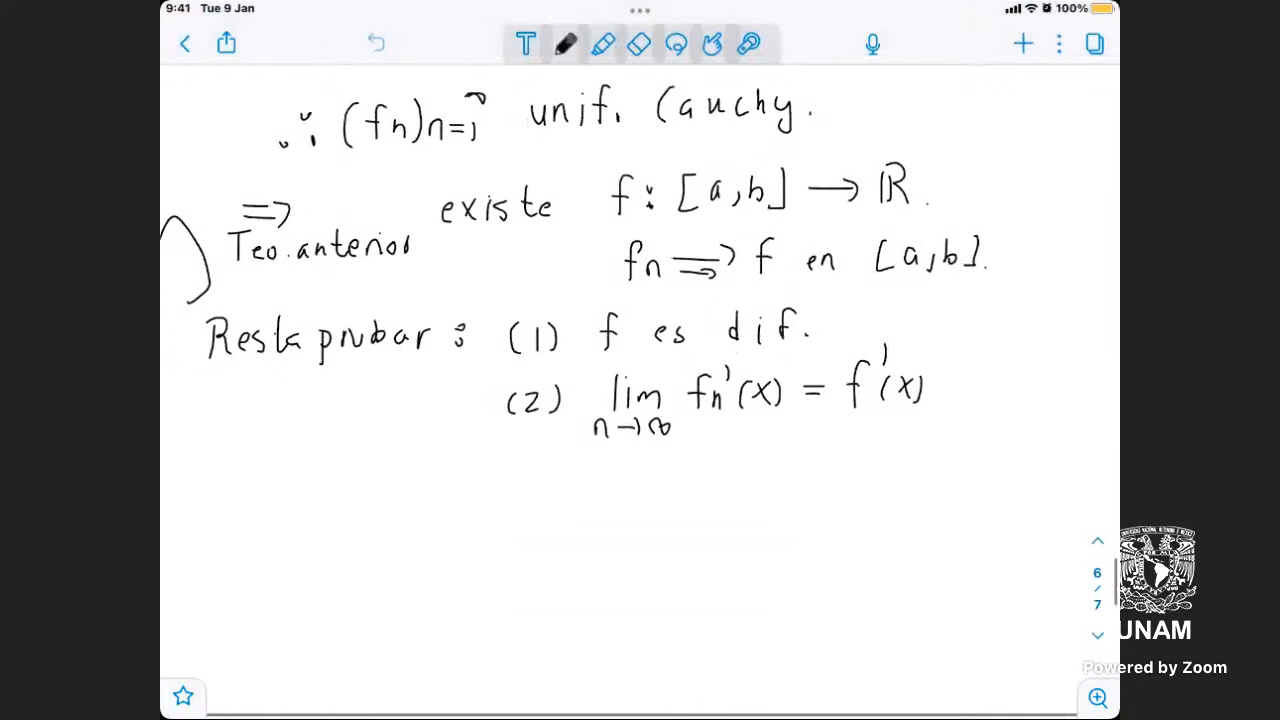 9:41 Tue 9 Jan
100%
∴ (fn)n=1^∞ unif. Cauchy.
⟹ existe f: [a,b] → ℝ.
Teo. anterior
fn ⇉ f en [a,b].
Resta probar: (1) f es dif.
(2) lim fn'(x) = f'(x)
n→∞
6
7
UNAM
Powered by Zoom